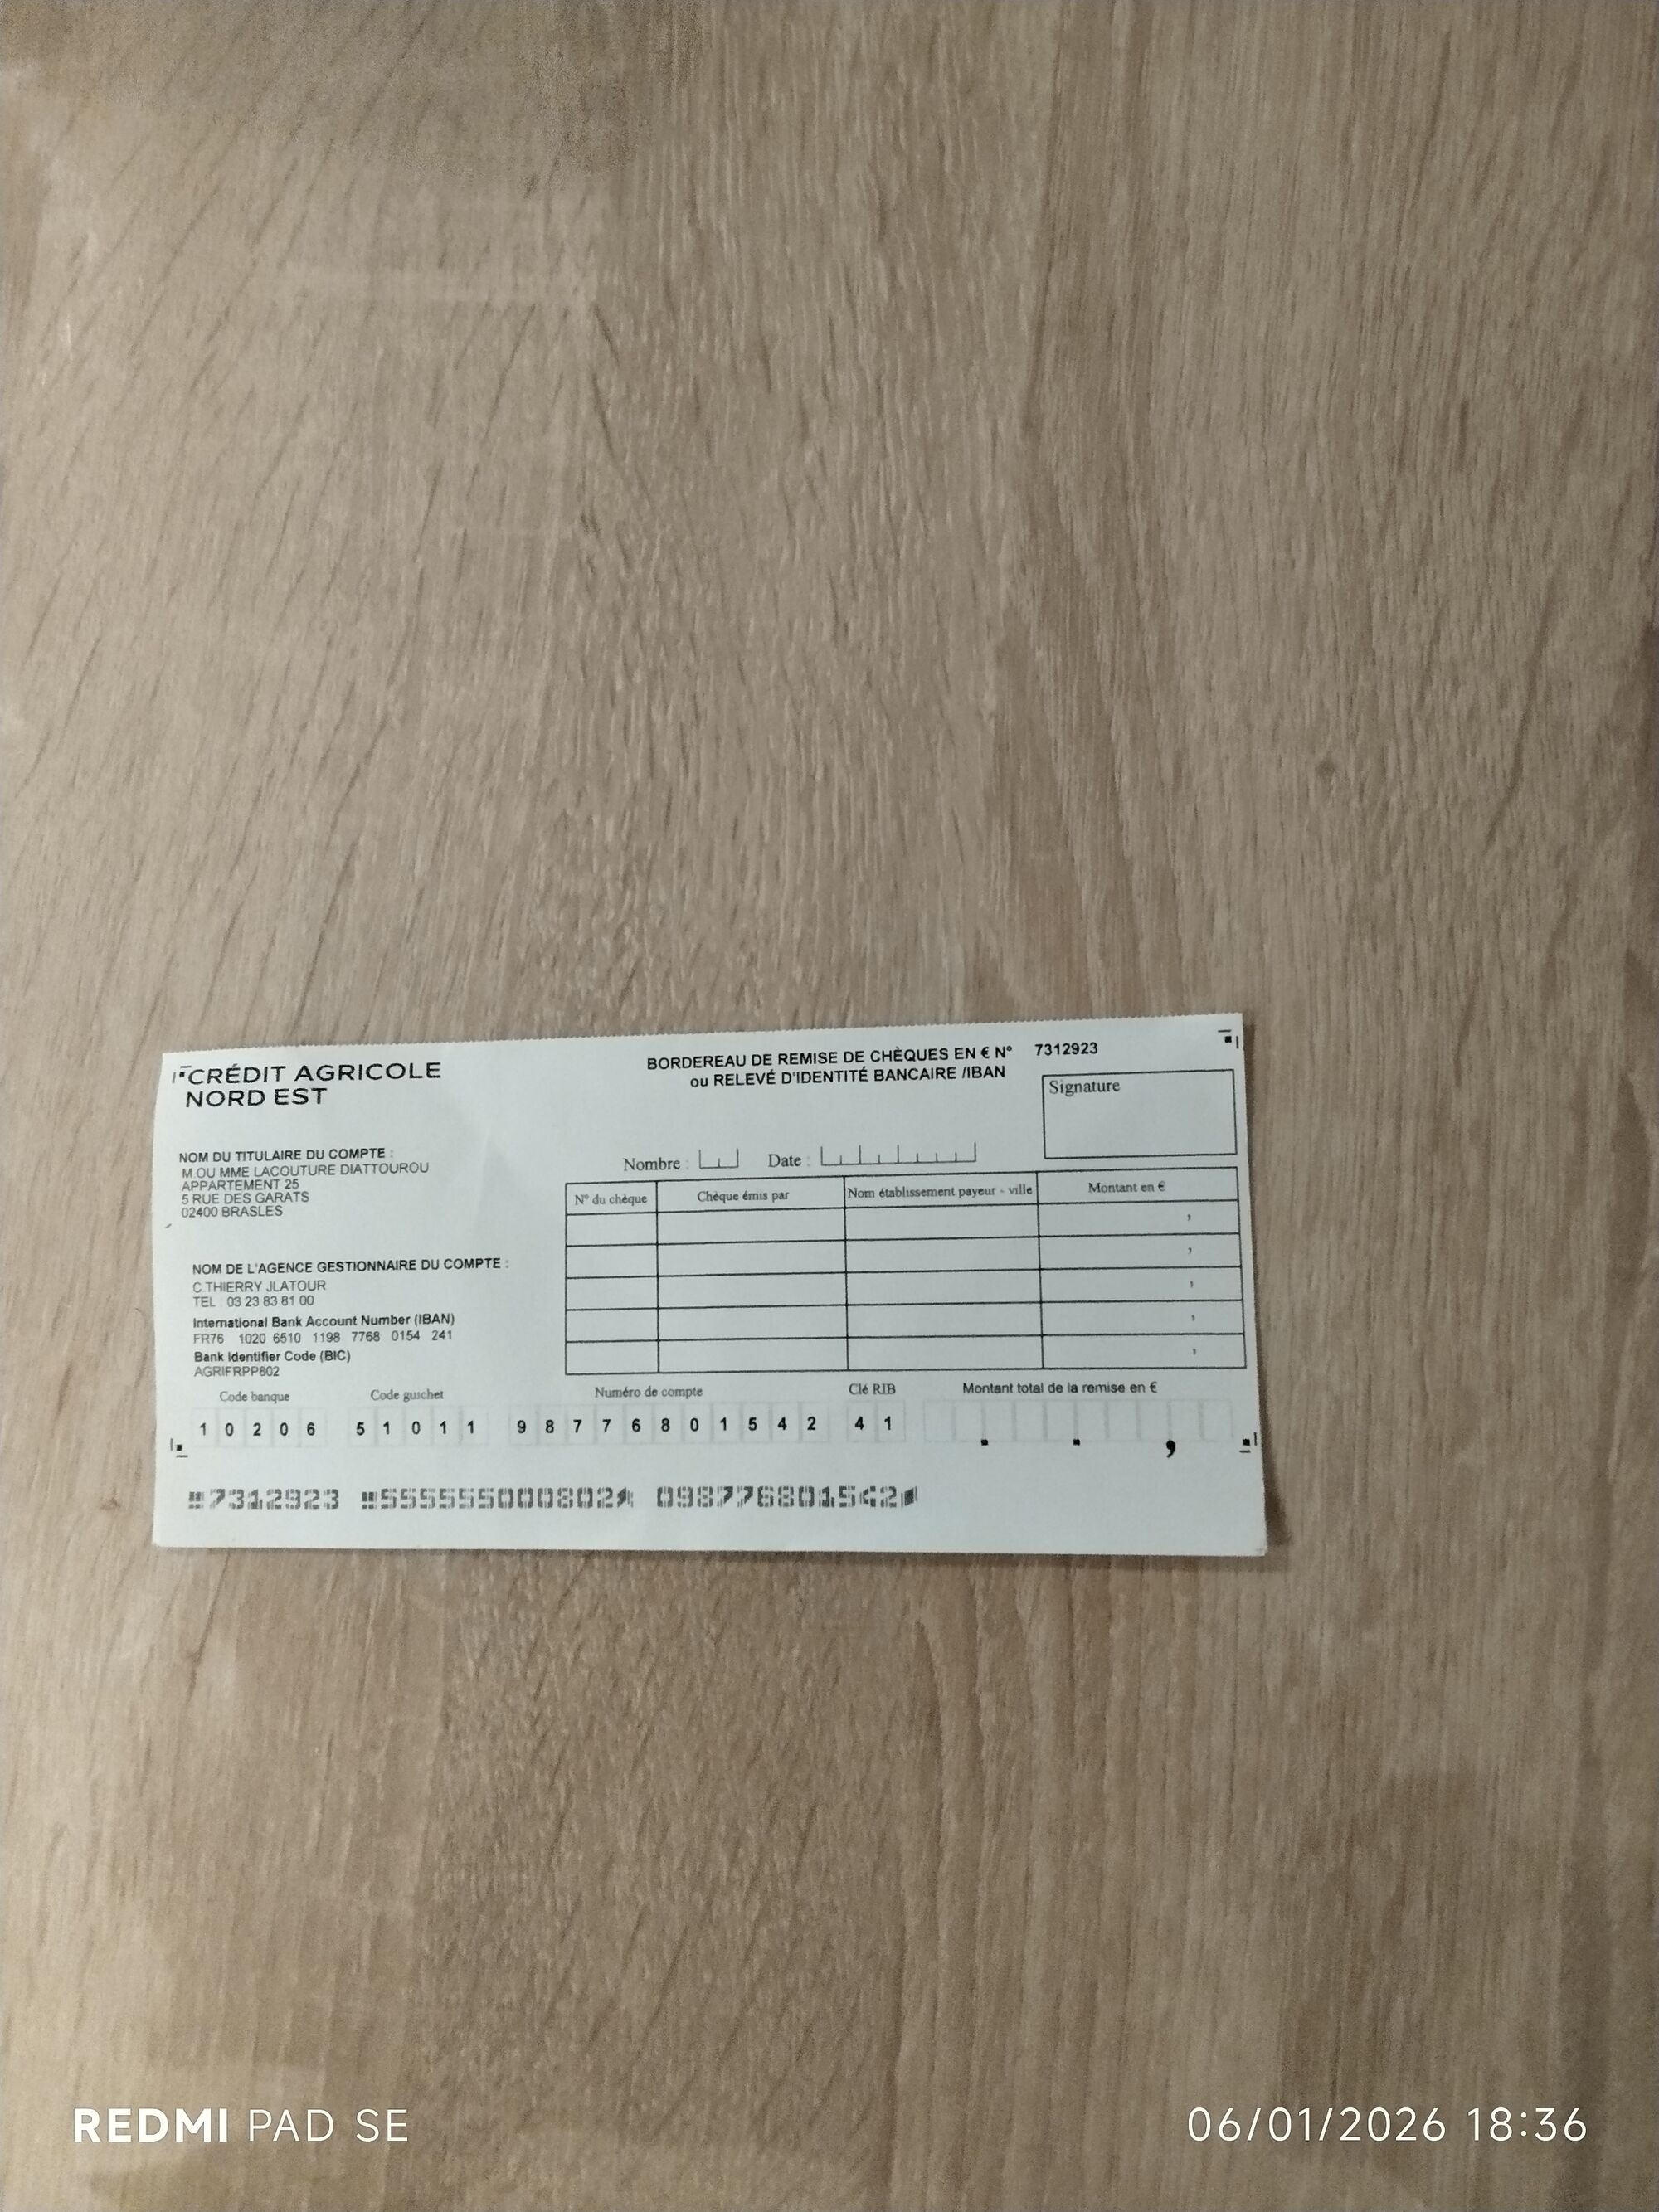 CRÉDIT AGRICOLE
NORD EST
BORDEREAU DE REMISE DE CHÈQUES EN € N° 7312923
ou RELEVÉ D'IDENTITÉ BANCAIRE /IBAN
Signature
NOM DU TITULAIRE DU COMPTE :
M OU MME LACOUTURE DIATTOUROU
APPARTEMENT 25
5 RUE DES GARATS
02400 BRASLES
Nombre : Date :
N° du chèque Chèque émis par Nom établissement payeur - ville Montant en €
,
,
,
,
,
NOM DE L'AGENCE GESTIONNAIRE DU COMPTE :
C.THIERRY JLATOUR
TEL : 03 23 83 81 00
International Bank Account Number (IBAN)
FR76 1020 6510 1198 7768 0154 241
Bank Identifier Code (BIC)
AGRIFRPP802
Code banque Code guichet Numéro de compte Clé RIB Montant total de la remise en €
1 0 2 0 6 5 1 0 1 1 9 8 7 7 6 8 0 1 5 4 2 4 1 . . ,
7312923 555555000802 098776801542
REDMI PAD SE
06/01/2026 18:36